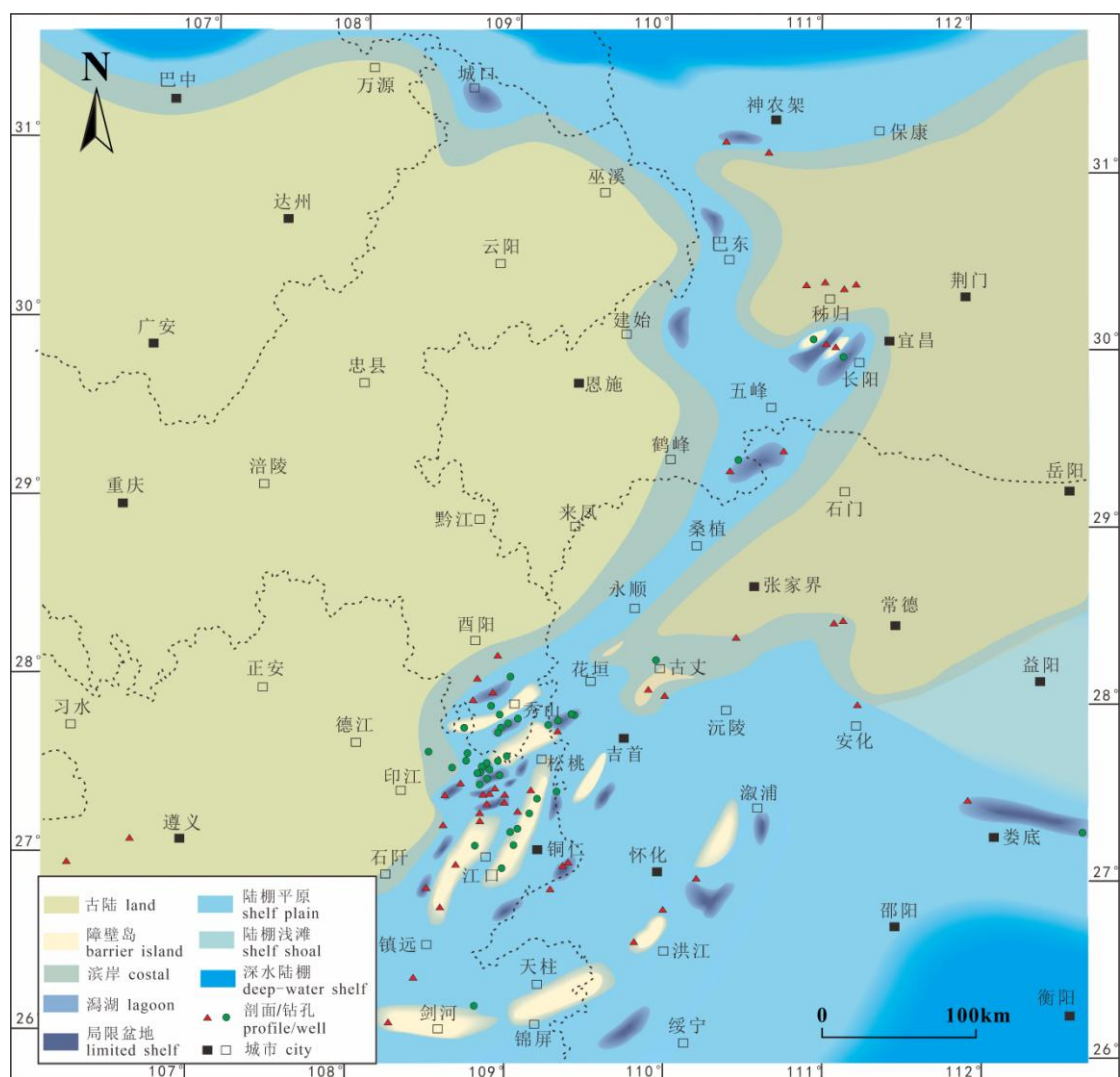 107° 108° 109° 110° 111° 112°
N
巴中
万源
城口
神农架
保康
31°
31°
达州
巫溪
云阳
巴东
荆门
30°
秭归
30°
广安
建始
宜昌
忠县
恩施
长阳
五峰
鹤峰
岳阳
29°
涪陵
重庆
石门
29°
黔江
来凤
桑植
张家界
永顺
常德
28°
酉阳
益阳
28°
正安
花垣
古丈
习水
秀山
沅陵
安化
德江
吉首
松桃
印江
溆浦
27°
遵义
娄底
27°
铜仁
怀化
石阡
江口
邵阳
镇远
洪江
天柱
衡阳
26°
剑河
锦屏
绥宁
26°
古陆 land
障壁岛
barrier island
滨岸 costal
潟湖 lagoon
局限盆地
limited shelf
陆棚平原
shelf plain
陆棚浅滩
shelf shoal
深水陆棚
deep-water shelf
剖面/钻孔
profile/well
城市 city
0 100km
107° 108° 109° 110° 111° 112°